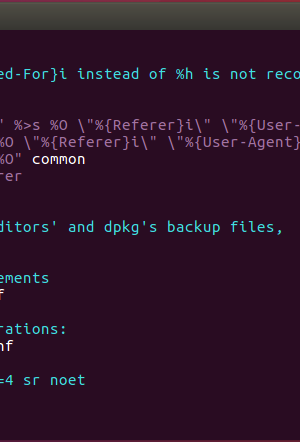 ed-For}i instead of %h is not reco
" %>s %O \"%{Referer}i\" \"%{User-
%O \"%{Referer}i\" \"%{User-Agent}
%O" common
rer
ditors' and dpkg's backup files,
ements
f
rations:
nf
=4 sr noet